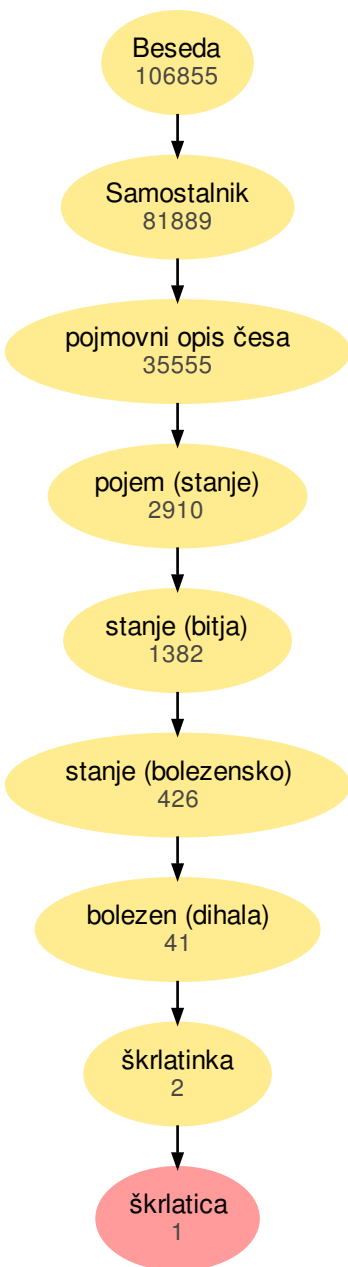 Beseda
106855
Samostalnik
81889
pojmovni opis česa
35555
pojem (stanje)
2910
stanje (bitja)
1382
stanje (bolezensko)
426
bolezen (dihala)
41
škrlatinka
2
škrlatica
1